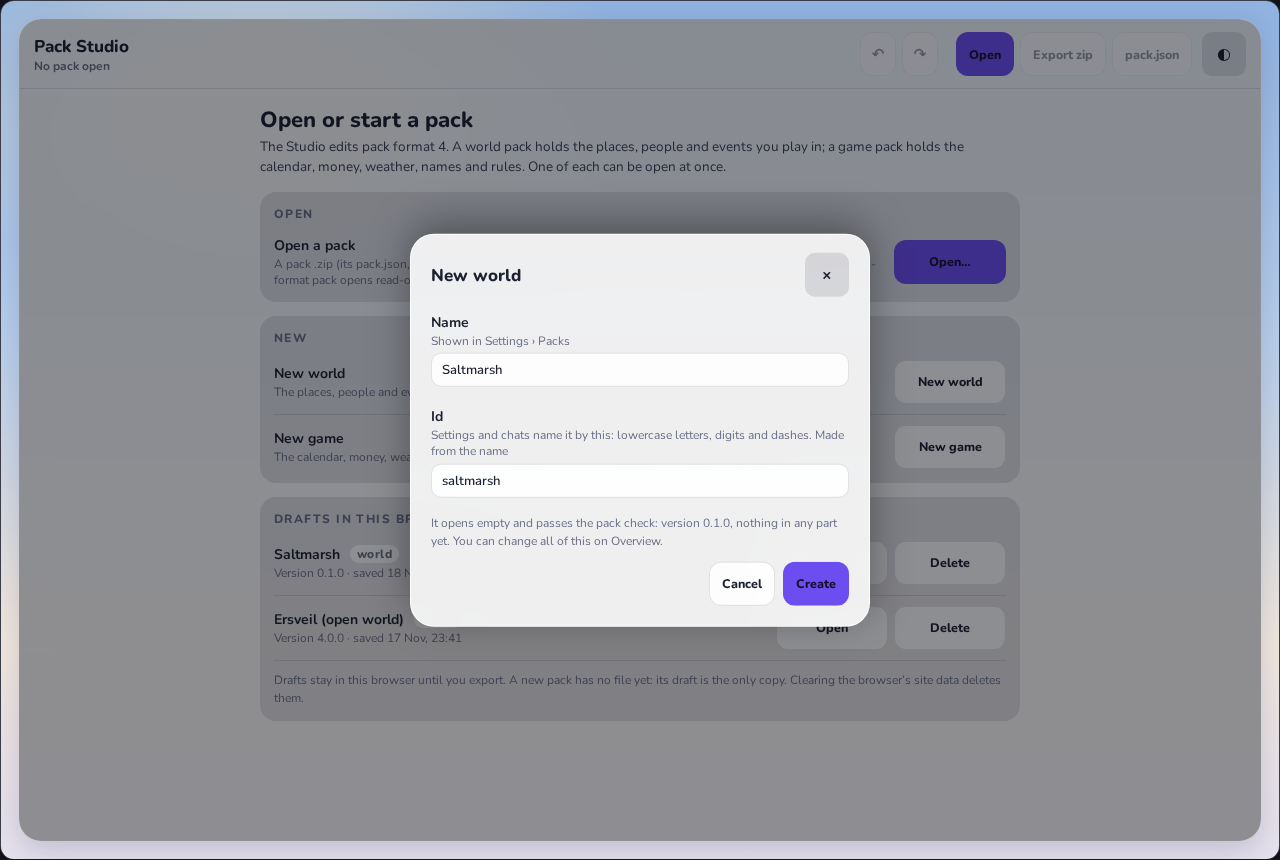 Pack Studio
No pack open
↶ ↷ Open Export zip pack.json
Open or start a pack
The Studio edits pack format 4. A world pack holds the places, people and events you play in; a game pack holds the
calendar, money, weather, names and rules. One of each can be open at once.
OPEN
Open a pack
A pack .zip (its pack.json,
format pack opens
Open...
NEW
New world
The places, people and
New world
New game
The calendar, money,
New game
DRAFTS IN THIS
Saltmarsh world
Version 0.1.0 · saved 18
Delete
Ersveil (open world)
Version 4.0.0 · saved 17 Nov, 23:41
Open Delete
Drafts stay in this browser until you export. A new pack has no file yet: its draft is the only copy. Clearing the browser's site data deletes
them.
New world
×
Name
Shown in Settings › Packs
Saltmarsh
Id
Settings and chats name it by this: lowercase letters, digits and dashes. Made
from the name
saltmarsh
It opens empty and passes the pack check: version 0.1.0, nothing in any part
yet. You can change all of this on Overview.
Cancel Create